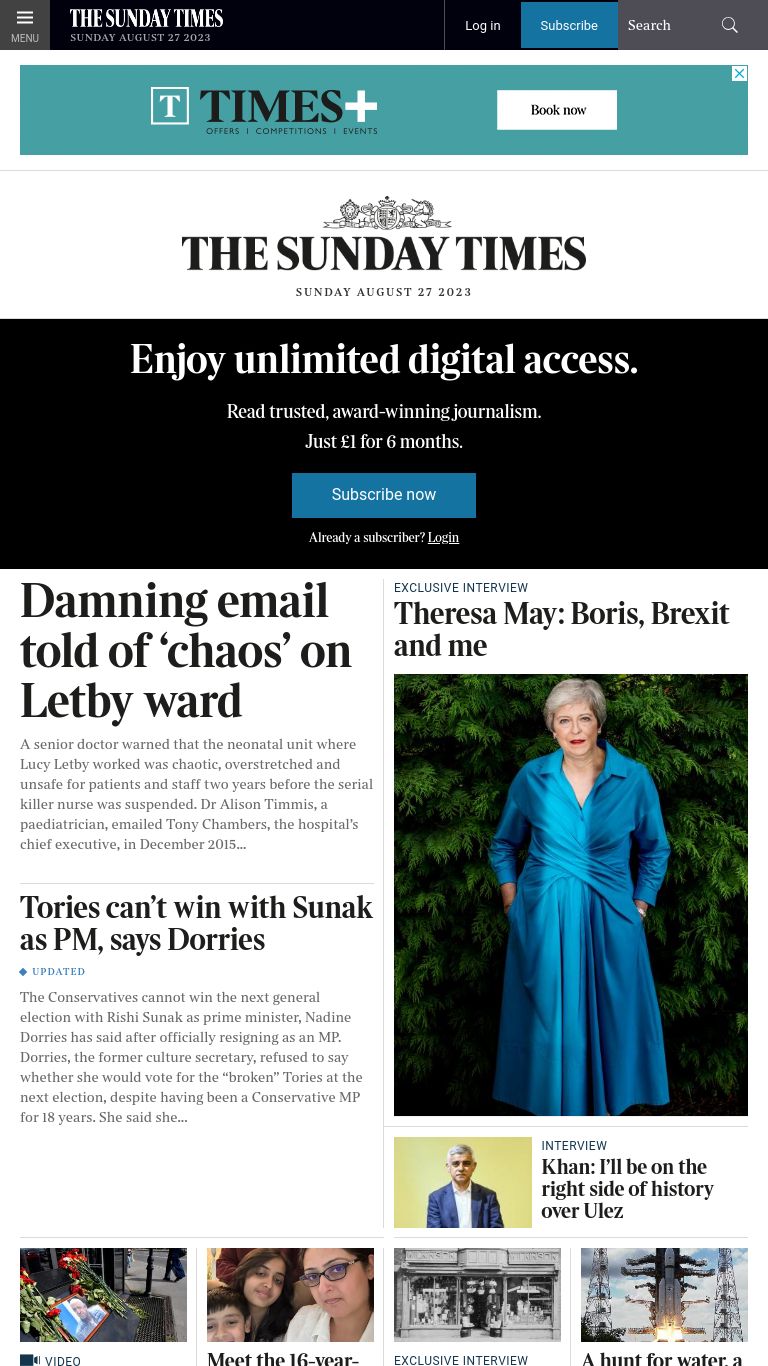 MENU
THE SUNDAY TIMES
SUNDAY AUGUST 27 2023
Log in
Subscribe
Search
T TIMES+
OFFERS | COMPETITIONS | EVENTS
Book now
THE SUNDAY TIMES
SUNDAY AUGUST 27 2023
Enjoy unlimited digital access.
Read trusted, award-winning journalism.
Just £1 for 6 months.
Subscribe now
Already a subscriber? Login
Damning email
told of ‘chaos’ on
Letby ward
A senior doctor warned that the neonatal unit where
Lucy Letby worked was chaotic, overstretched and
unsafe for patients and staff two years before the serial
killer nurse was suspended. Dr Alison Timmis, a
paediatrician, emailed Tony Chambers, the hospital’s
chief executive, in December 2015...
Tories can’t win with Sunak
as PM, says Dorries
UPDATED
The Conservatives cannot win the next general
election with Rishi Sunak as prime minister, Nadine
Dorries has said after officially resigning as an MP.
Dorries, the former culture secretary, refused to say
whether she would vote for the “broken” Tories at the
next election, despite having been a Conservative MP
for 18 years. She said she...
EXCLUSIVE INTERVIEW
Theresa May: Boris, Brexit
and me
INTERVIEW
Khan: I’ll be on the
right side of history
over Ulez
VIDEO
Meet the 16-year-
EXCLUSIVE INTERVIEW
A hunt for water, a